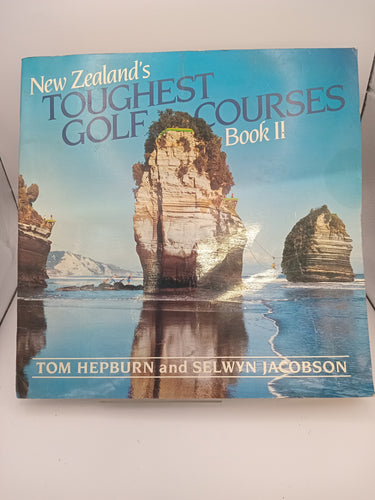 New Zealand's
TOUGHEST
GOLF COURSES
Book II
TOM HEPBURN and SELWYN JACOBSON